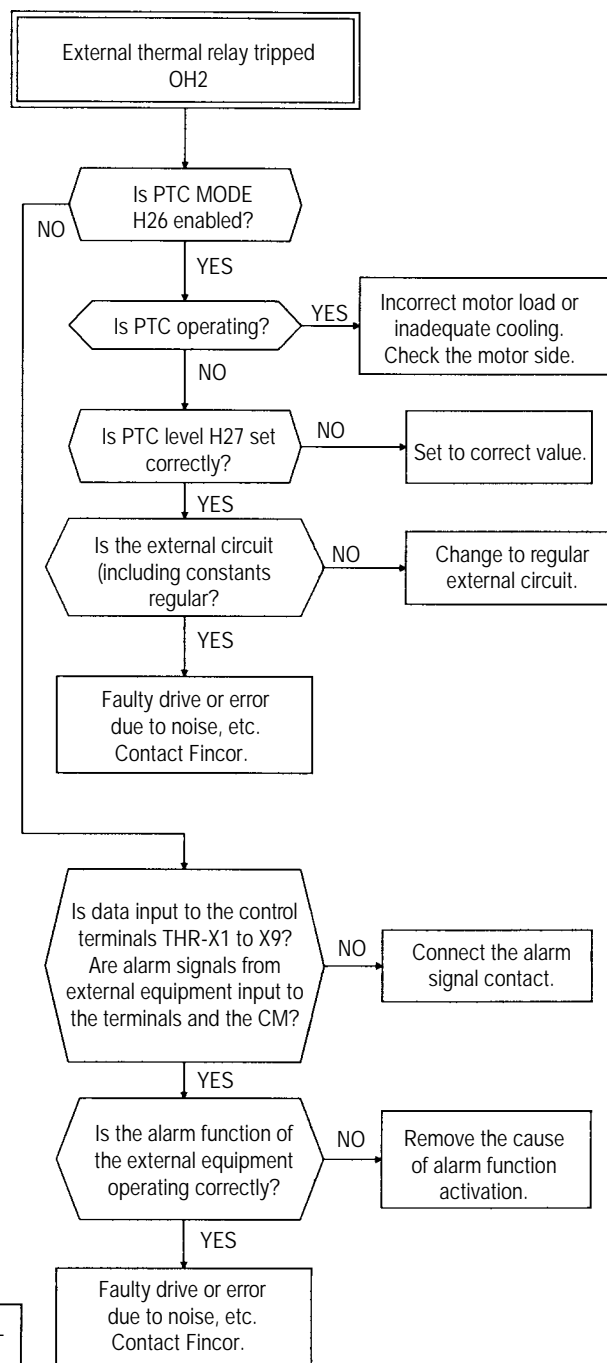 External thermal relay tripped
OH2
Is PTC MODE
H26 enabled?
NO
YES
Is PTC operating?
YES
Incorrect motor load or
inadequate cooling.
Check the motor side.
NO
Is PTC level H27 set
correctly?
NO
Set to correct value.
YES
Is the external circuit
(including constants
regular?
NO
Change to regular
external circuit.
YES
Faulty drive or error
due to noise, etc.
Contact Fincor.
Is data input to the control
terminals THR-X1 to X9?
Are alarm signals from
external equipment input to
the terminals and the CM?
NO
Connect the alarm
signal contact.
YES
Is the alarm function of
the external equipment
operating correctly?
NO
Remove the cause
of alarm function
activation.
YES
Faulty drive or error
due to noise, etc.
Contact Fincor.